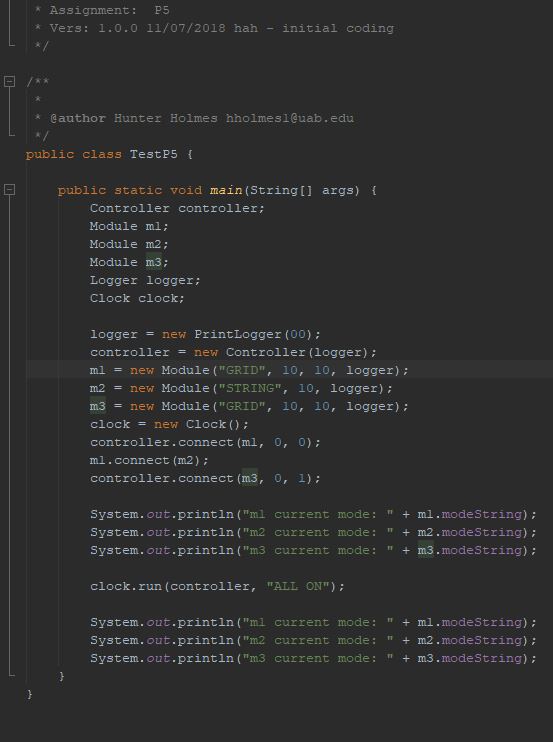 * Assignment:  P5
* Vers: 1.0.0 11/07/2018 hah - initial coding
*/
/**
*
* @author Hunter Holmes hholmes1@uab.edu
*/
public class TestP5 {
public static void main(String[] args) {
Controller controller;
Module m1;
Module m2;
Module m3;
Logger logger;
Clock clock;
logger = new PrintLogger(00);
controller = new Controller(logger);
m1 = new Module("GRID", 10, 10, logger);
m2 = new Module("STRING", 10, logger);
m3 = new Module("GRID", 10, 10, logger);
clock = new Clock();
controller.connect(m1, 0, 0);
m1.connect(m2);
controller.connect(m3, 0, 1);
System.out.println("m1 current mode: " + m1.modeString);
System.out.println("m2 current mode: " + m2.modeString);
System.out.println("m3 current mode: " + m3.modeString);
clock.run(controller, "ALL ON");
System.out.println("m1 current mode: " + m1.modeString);
System.out.println("m2 current mode: " + m2.modeString);
System.out.println("m3 current mode: " + m3.modeString);
}
}